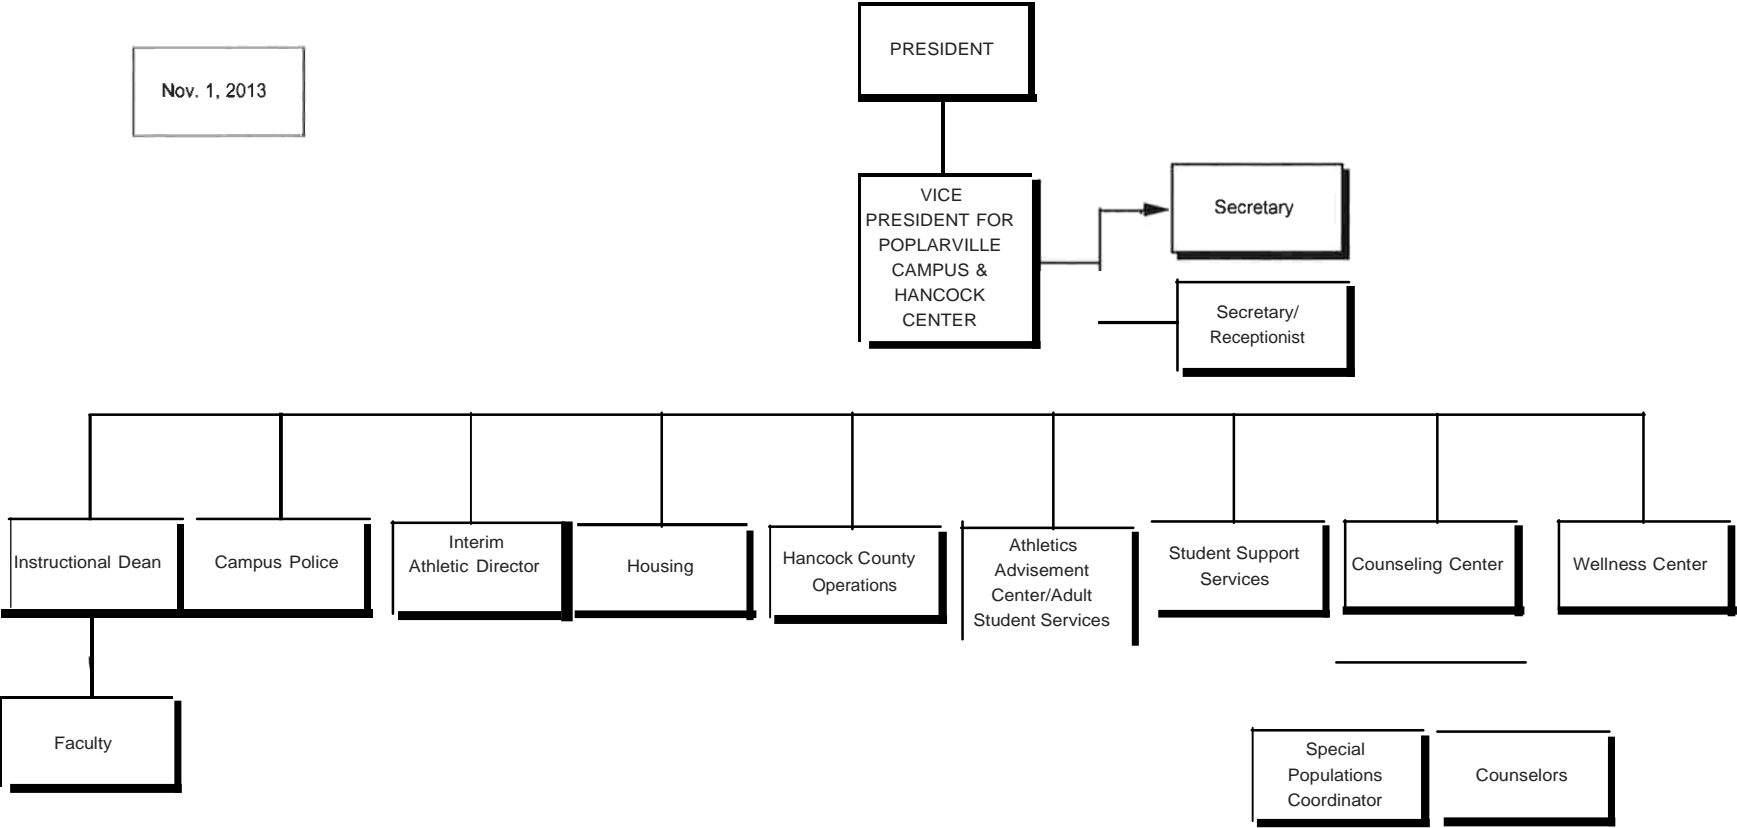 PRESIDENT
Nov. 1, 2013
VICE
PRESIDENT FOR
POPLARVILLE
CAMPUS &
HANCOCK
CENTER
Secretary
Secretary/
Receptionist
Instructional Dean
Campus Police
Interim
Athletic Director
Housing
Hancock County
Operations
Athletics
Advisement
Center/Adult
Student Services
Student Support
Services
Counseling Center
Wellness Center
Faculty
Special
Populations
Coordinator
Counselors